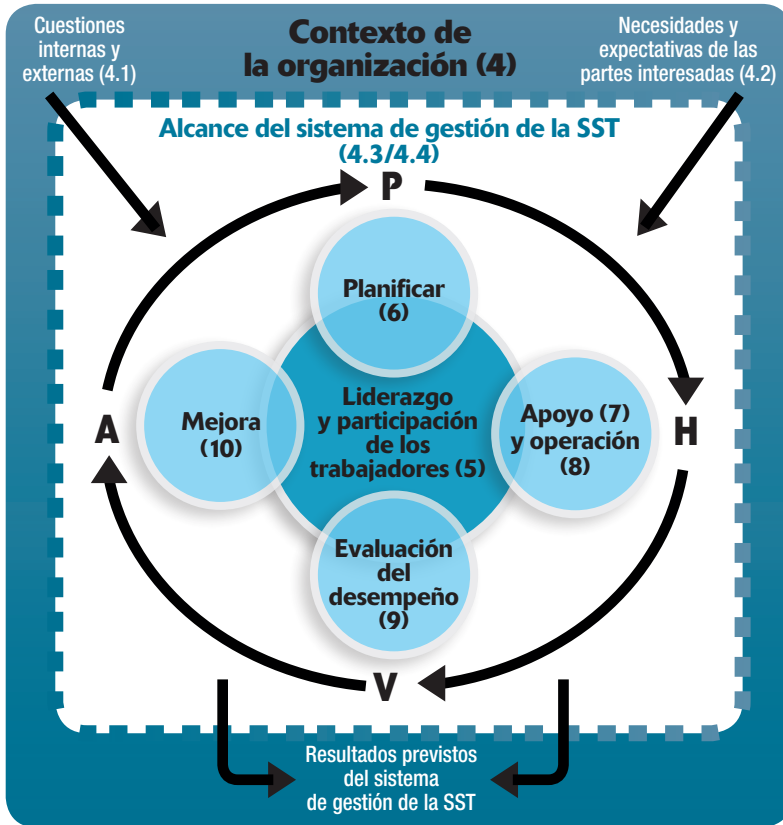 Cuestiones
internas y
externas (4.1)
Contexto de
la organización (4)
Necesidades y
expectativas de las
partes interesadas (4.2)
Alcance del sistema de gestión de la SST
(4.3/4.4)
P
Planificar
(6)
A
Mejora
(10)
Liderazgo
y participación
de los
trabajadores (5)
Apoyo (7)
y operación
(8)
H
Evaluación
del
desempeño
(9)
V
Resultados previstos
del sistema
de gestión de la SST